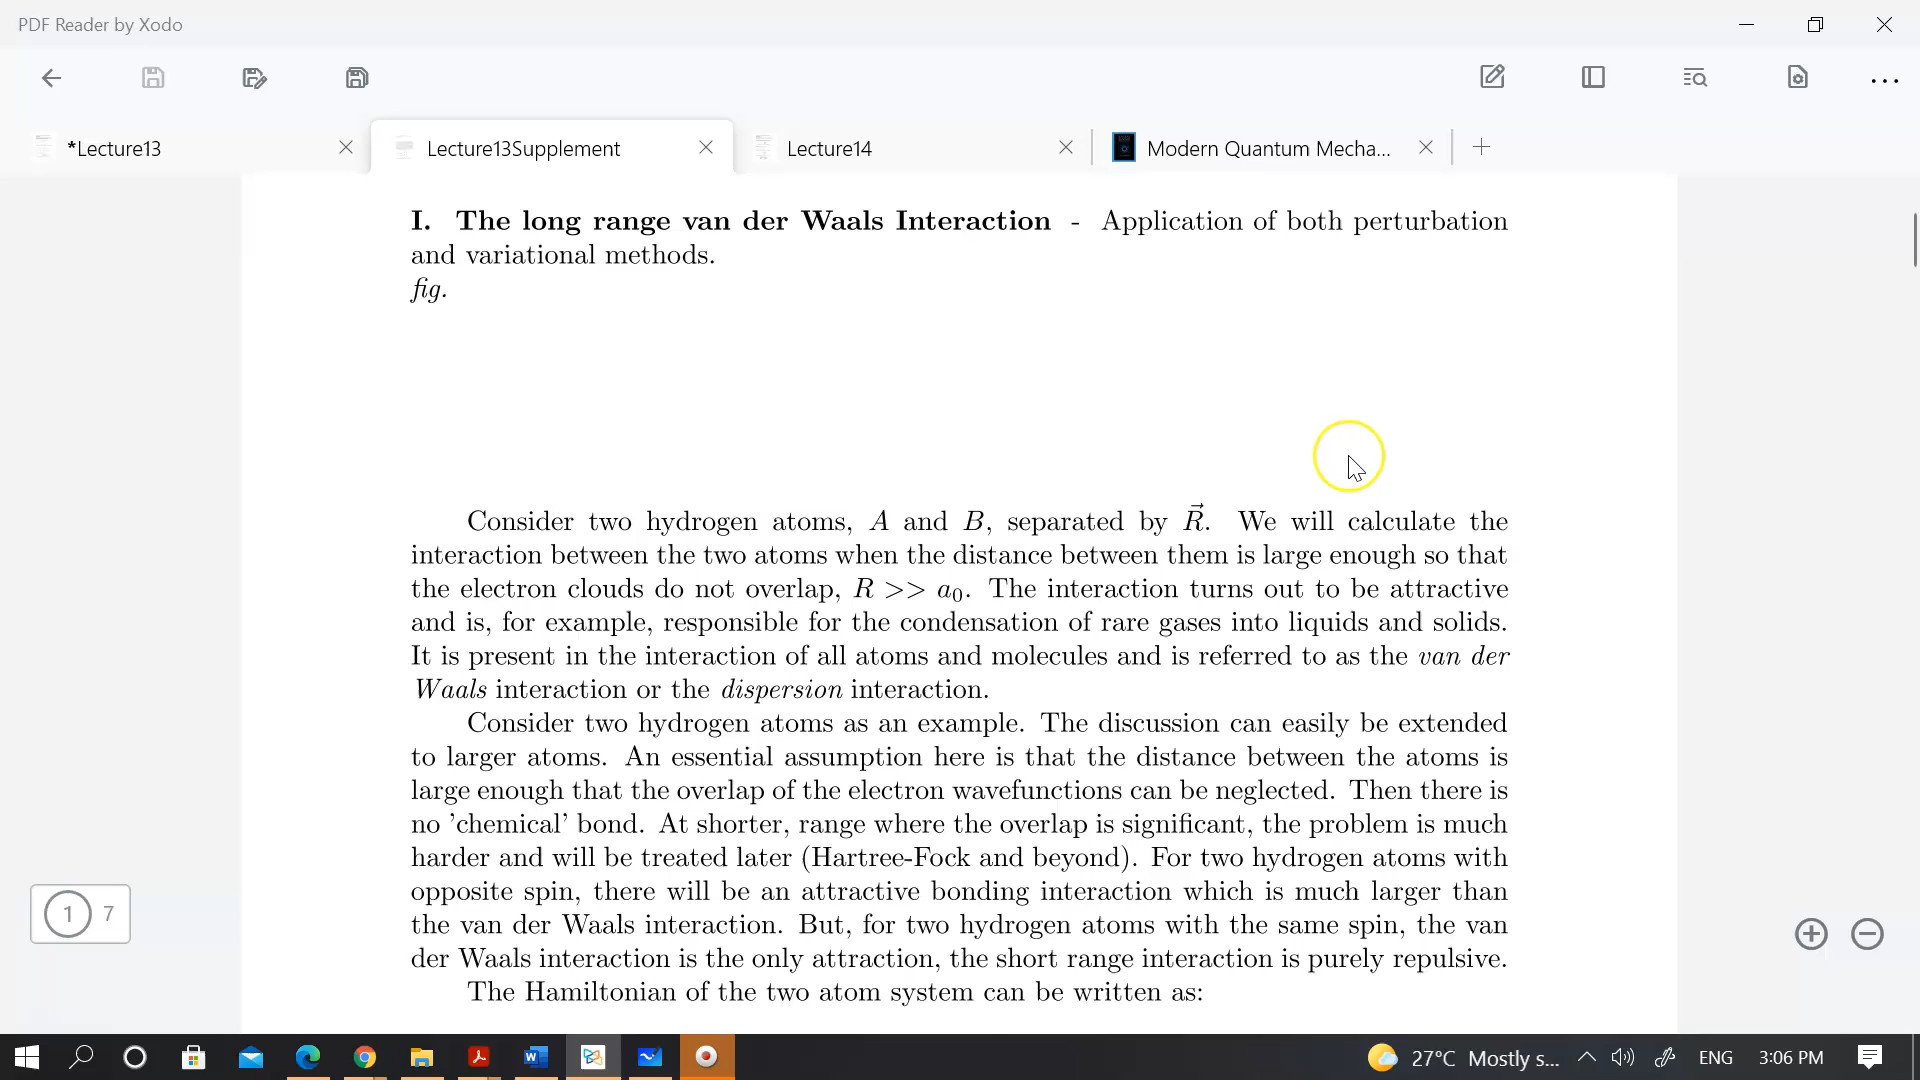 PDF Reader by Xodo
*Lecture13
Lecture13Supplement
Lecture14
Modern Quantum Mecha...
I. The long range van der Waals Interaction - Application of both perturbation
and variational methods.
fig.
Consider two hydrogen atoms, A and B, separated by R⃗. We will calculate the
interaction between the two atoms when the distance between them is large enough so that
the electron clouds do not overlap, R >> a₀. The interaction turns out to be attractive
and is, for example, responsible for the condensation of rare gases into liquids and solids.
It is present in the interaction of all atoms and molecules and is referred to as the van der
Waals interaction or the dispersion interaction.
Consider two hydrogen atoms as an example. The discussion can easily be extended
to larger atoms. An essential assumption here is that the distance between the atoms is
large enough that the overlap of the electron wavefunctions can be neglected. Then there is
no 'chemical' bond. At shorter, range where the overlap is significant, the problem is much
harder and will be treated later (Hartree-Fock and beyond). For two hydrogen atoms with
opposite spin, there will be an attractive bonding interaction which is much larger than
the van der Waals interaction. But, for two hydrogen atoms with the same spin, the van
der Waals interaction is the only attraction, the short range interaction is purely repulsive.
The Hamiltonian of the two atom system can be written as:
1 7
27°C Mostly s... ENG 3:06 PM